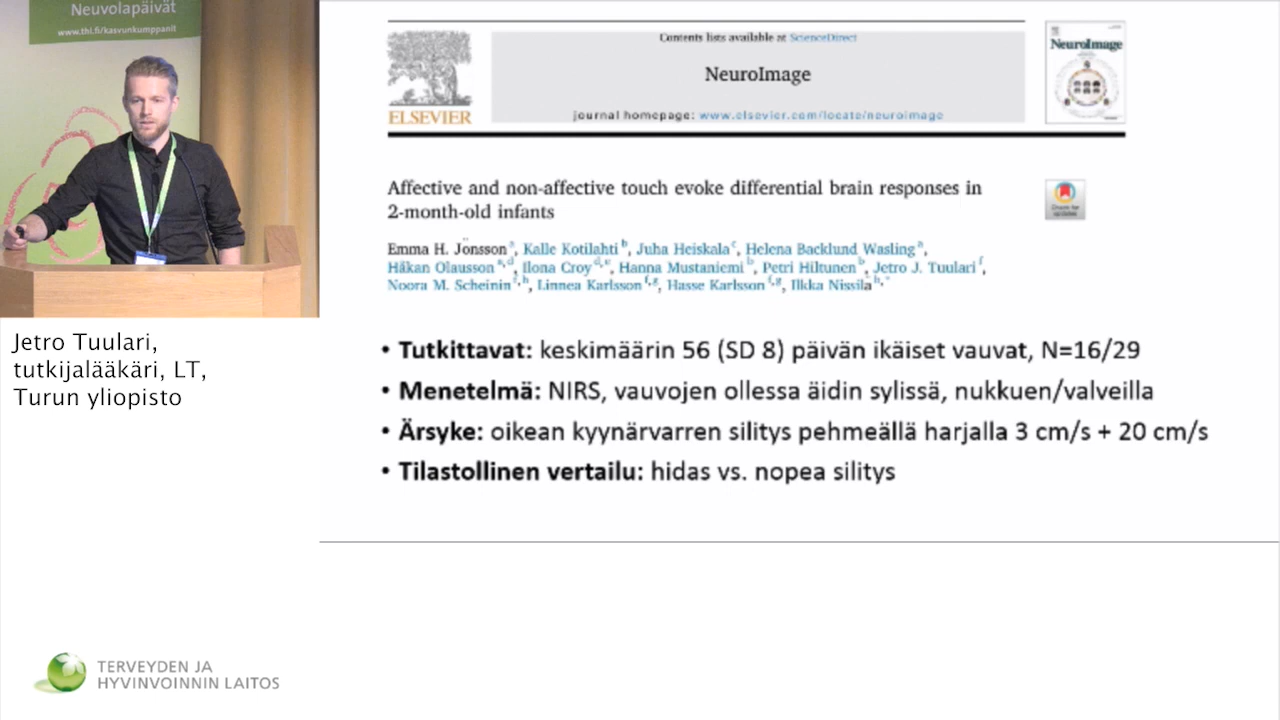 Neuvolapäivät
www.thl.fi/kasvunkumppanit
Jetro Tuulari,
tutkijalääkäri, LT,
Turun yliopisto
TERVEYDEN JA
HYVINVOINNIN LAITOS
Contents lists available at ScienceDirect
NeuroImage
journal homepage: www.elsevier.com/locate/neuroimage
ELSEVIER
NeuroImage
Affective and non-affective touch evoke differential brain responses in
2-month-old infants
Check for
updates
Emma H. Jönsson a, Kalle Kotilahti b, Juha Heiskala c, Helena Backlund Wasling a,
Håkan Olausson a,d, Ilona Croy d,e, Hanna Mustaniemi b, Petri Hiltunen b, Jetro J. Tuulari f,
Noora M. Scheinin f,h, Linnea Karlsson f,g, Hasse Karlsson f,g, Ilkka Nissilä b,*
• Tutkittavat: keskimäärin 56 (SD 8) päivän ikäiset vauvat, N=16/29
• Menetelmä: NIRS, vauvojen ollessa äidin sylissä, nukkuen/valveilla
• Ärsyke: oikean kyynärvarren silitys pehmeällä harjalla 3 cm/s + 20 cm/s
• Tilastollinen vertailu: hidas vs. nopea silitys